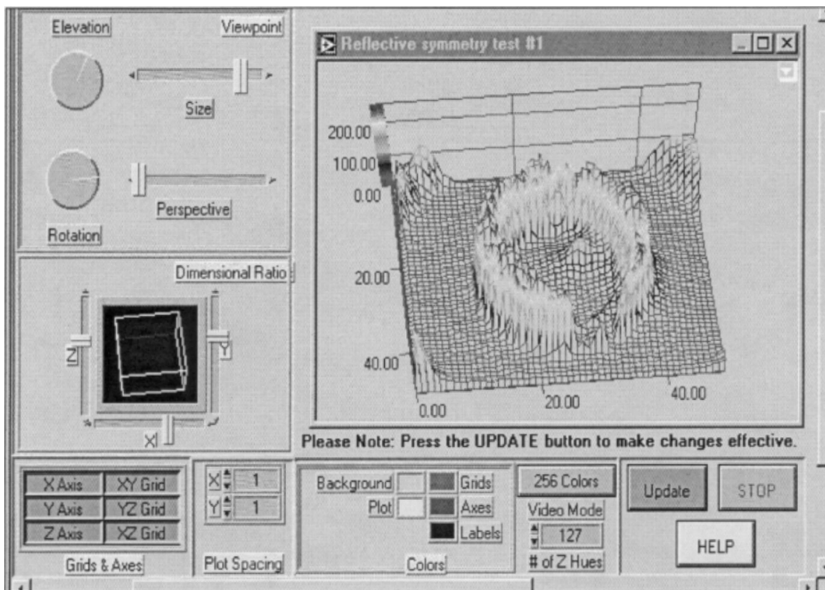 Elevation
Viewpoint
Size
Perspective
Rotation
Dimensional Ratio
Z
Y
X
Reflective symmetry test #1
200.00
100.00
0.00
20.00
40.00
0.00
20.00
40.00
Please Note: Press the UPDATE button to make changes effective.
X Axis XY Grid
Y Axis YZ Grid
Z Axis XZ Grid
Grids & Axes
X 1
Y 1
Plot Spacing
Background Grids
Plot Axes
Labels
Colors
256 Colors
Video Mode
127
# of Z Hues
Update STOP
HELP